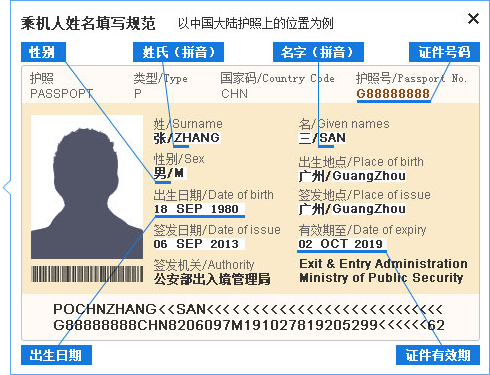 乘机人姓名填写规范 以中国大陆护照上的位置为例
性别 姓氏（拼音） 名字（拼音） 证件号码
护照 类型/Type 国家码/Country Code 护照号/Passport No.
PASSPOPT P CHN G88888888
姓/Surname 名/Given names
张/ZHANG 三/SAN
性别/Sex 出生地点/Place of birth
男/M 广州/GuangZhou
出生日期/Date of birth 签发地点/Place of issue
18 SEP 1980 广州/GuangZhou
签发日期/Date of issue 有效期至/Date of expiry
06 SEP 2013 02 OCT 2019
签发机关/Authority Exit & Entry Administration
公安部出入境管理局 Ministry of Public Security
POCHNZHANG<<SAN<<<<<<<<<<<<<<<<<<<<<<<<<<
G88888888CHN8206097M191027819205299<<<<<<62
出生日期 证件有效期